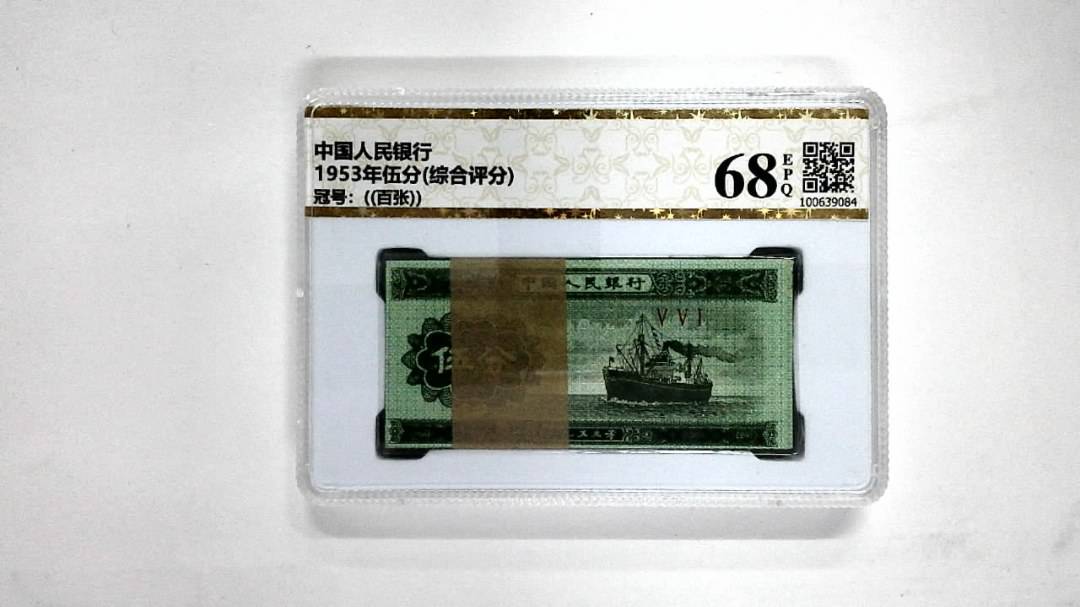 中国人民银行
1953年伍分(综合评分)
冠号：((百张))
68
EPQ
100639084
中国人民银行
V V I
伍分